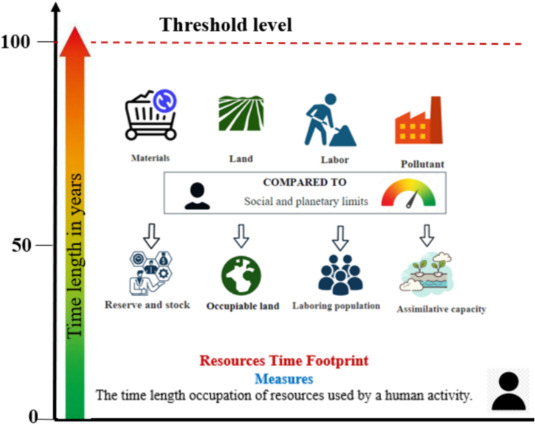 Threshold level
100
Materials
Land
Labor
Pollutant
COMPARED TO
Social and planetary limits
50
Time length in years
Reserve and stock
Occupiable land
Laboring population
Assimilative capacity
Resources Time Footprint
Measures
The time length occupation of resources used by a human activity.
0